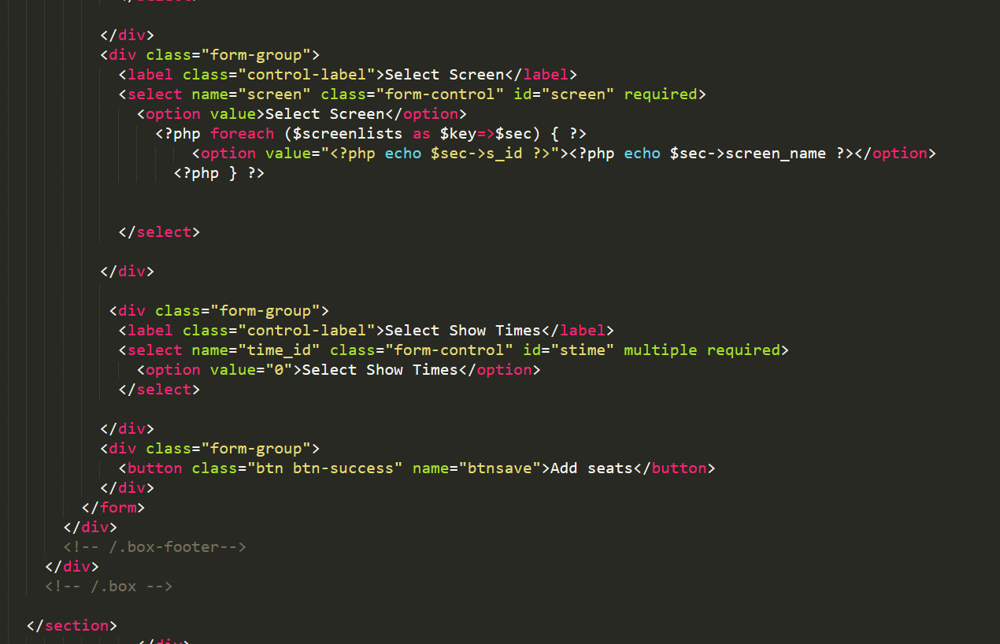 </div>
<div class="form-group">
<label class="control-label">Select Screen</label>
<select name="screen" class="form-control" id="screen" required>
<option value>Select Screen</option>
<?php foreach ($screenlists as $key=>$sec) { ?>
<option value="<?php echo $sec->s_id ?>"><?php echo $sec->screen_name ?></option>
<?php } ?>
</select>
</div>
<div class="form-group">
<label class="control-label">Select Show Times</label>
<select name="time_id" class="form-control" id="stime" multiple required>
<option value="0">Select Show Times</option>
</select>
</div>
<div class="form-group">
<button class="btn btn-success" name="btnsave">Add seats</button>
</div>
</form>
</div>
<!-- /.box-footer-->
</div>
<!-- /.box -->
</section>